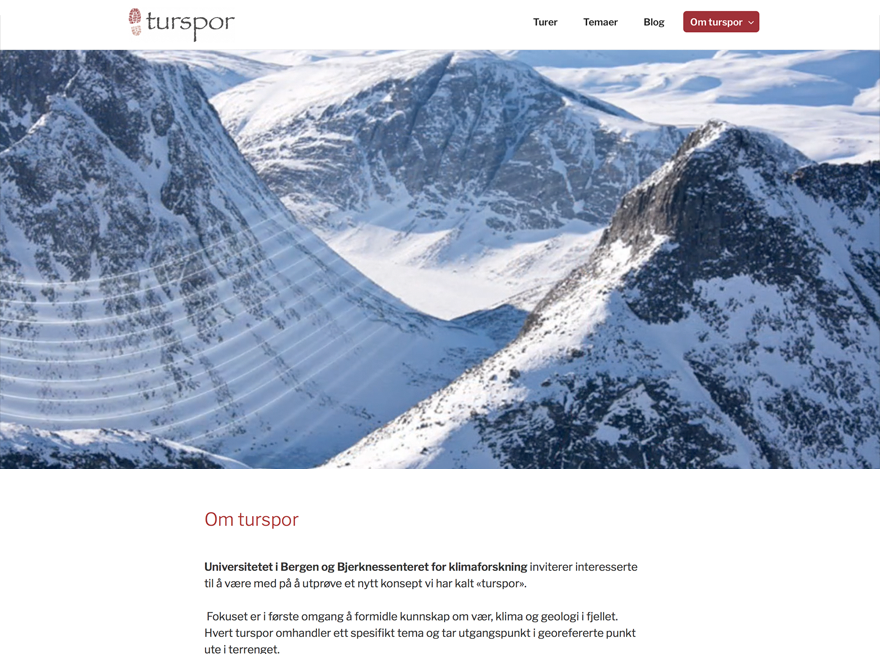 turspor
Turer Temaer Blog Om turspor
Om turspor
Universitetet i Bergen og Bjerknessenteret for klimaforskning inviterer interesserte
til å være med på å utprøve et nytt konsept vi har kalt «turspor».
Fokuset er i første omgang å formidle kunnskap om vær, klima og geologi i fjellet.
Hvert turspor omhandler ett spesifikt tema og tar utgangspunkt i georefererte punkt
ute i terrenget.